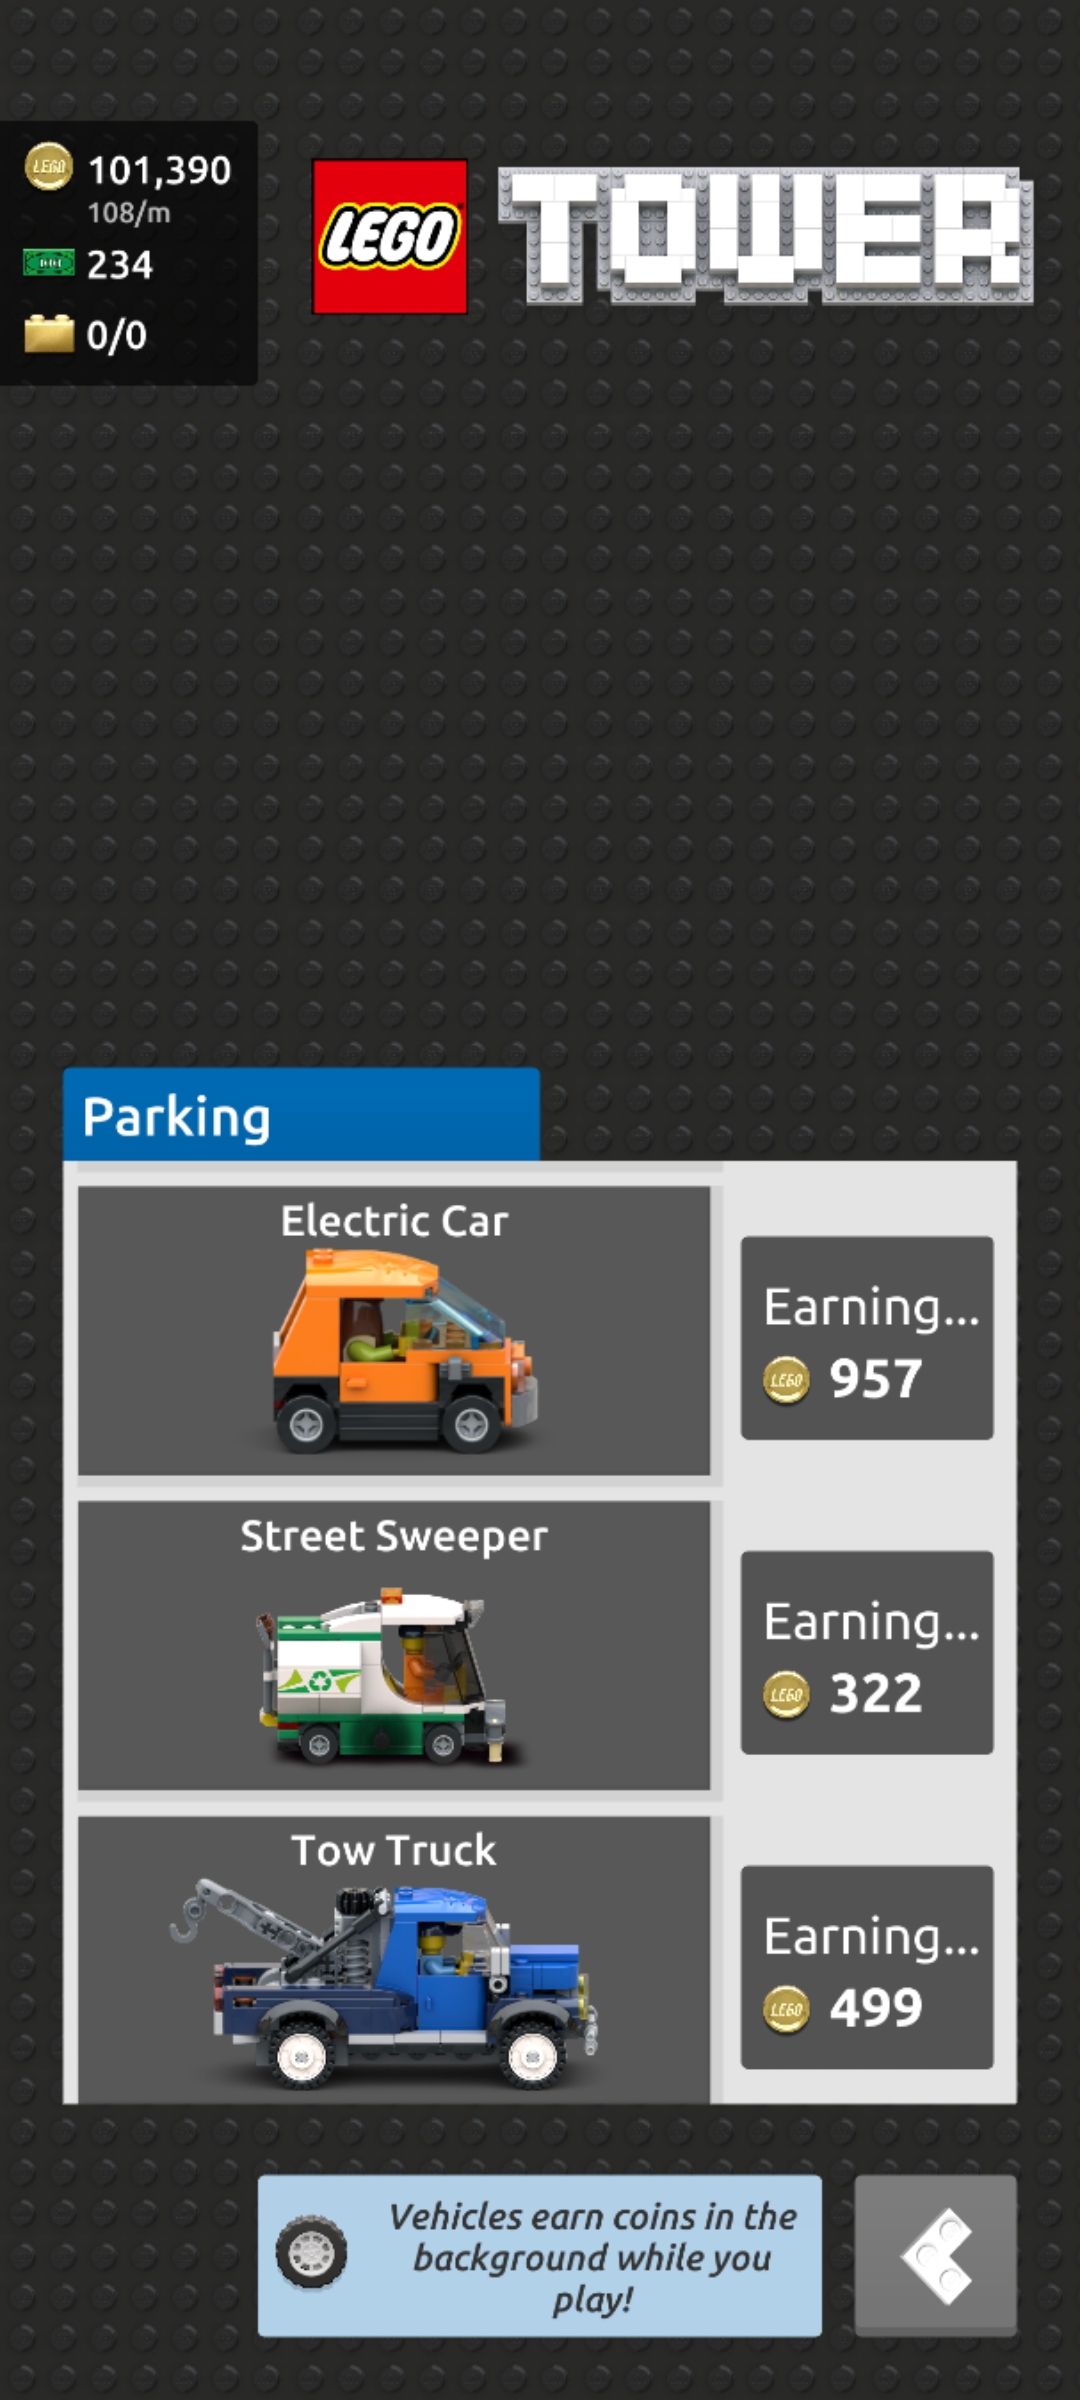 101,390
108/m
234
0/0
LEGO TOWER
Parking
Electric Car
Earning...
957
Street Sweeper
Earning...
322
Tow Truck
Earning...
499
Vehicles earn coins in the
background while you
play!